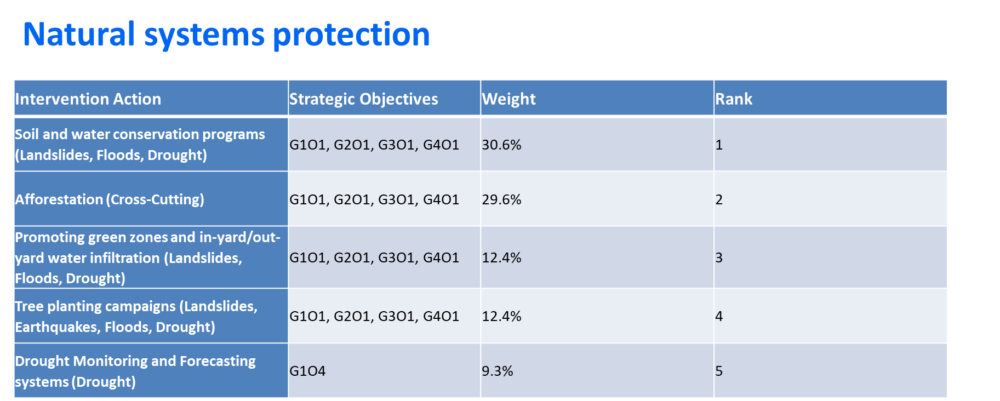 Natural systems protection
Intervention Action Strategic Objectives Weight Rank
Soil and water conservation programs
(Landslides, Floods, Drought)
G1O1, G2O1, G3O1, G4O1 30.6% 1
Afforestation (Cross-Cutting) G1O1, G2O1, G3O1, G4O1 29.6% 2
Promoting green zones and in-yard/out-
yard water infiltration (Landslides,
Floods, Drought)
G1O1, G2O1, G3O1, G4O1 12.4% 3
Tree planting campaigns (Landslides,
Earthquakes, Floods, Drought)
G1O1, G2O1, G3O1, G4O1 12.4% 4
Drought Monitoring and Forecasting
systems (Drought)
G1O4 9.3% 5